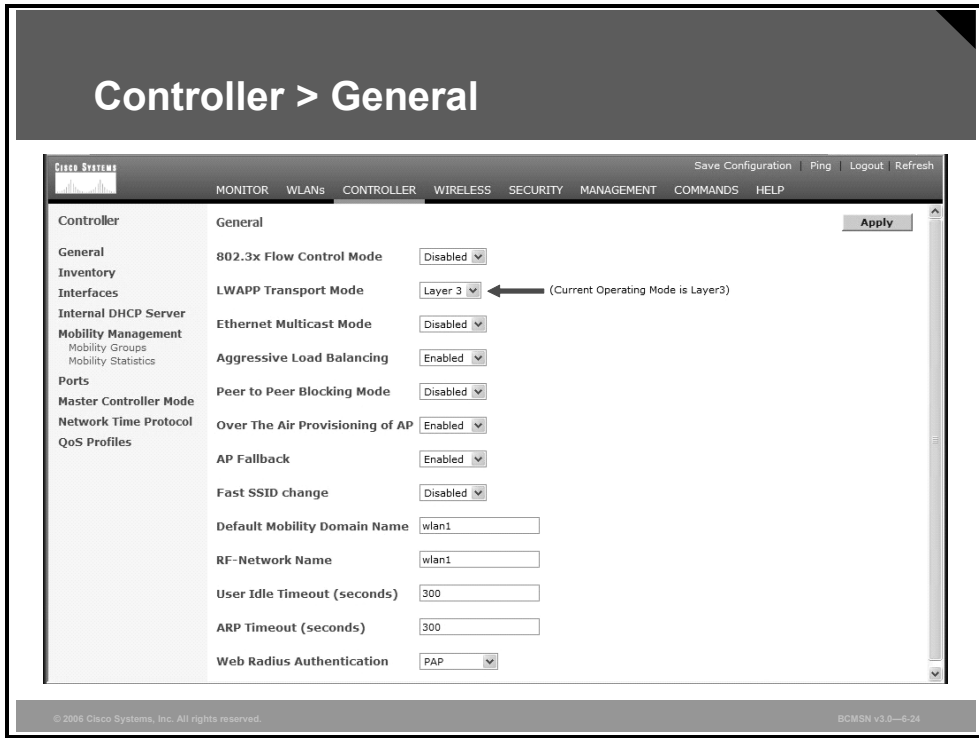 Controller > General
CISCO SYSTEMS
Save Configuration | Ping | Logout | Refresh
MONITOR WLANs CONTROLLER WIRELESS SECURITY MANAGEMENT COMMANDS HELP
Controller
General
Inventory
Interfaces
Internal DHCP Server
Mobility Management
Mobility Groups
Mobility Statistics
Ports
Master Controller Mode
Network Time Protocol
QoS Profiles
General
Apply
802.3x Flow Control Mode Disabled
LWAPP Transport Mode Layer 3 (Current Operating Mode is Layer3)
Ethernet Multicast Mode Disabled
Aggressive Load Balancing Enabled
Peer to Peer Blocking Mode Disabled
Over The Air Provisioning of AP Enabled
AP Fallback Enabled
Fast SSID change Disabled
Default Mobility Domain Name wlan1
RF-Network Name wlan1
User Idle Timeout (seconds) 300
ARP Timeout (seconds) 300
Web Radius Authentication PAP
© 2006 Cisco Systems, Inc. All rights reserved.
BCMSN v3.0—6-24